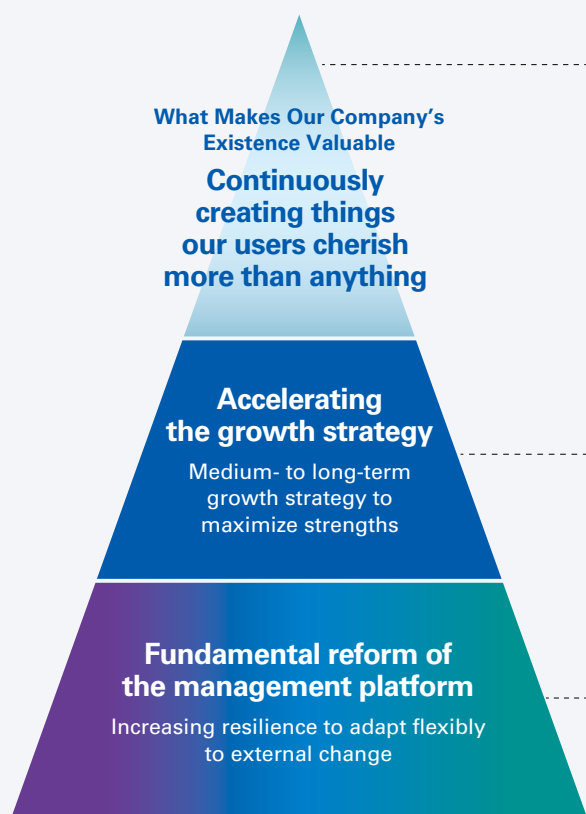 What Makes Our Company’s
Existence Valuable
Continuously
creating things
our users cherish
more than anything
Accelerating
the growth strategy
Medium- to long-term
growth strategy to
maximize strengths
Fundamental reform of
the management platform
Increasing resilience to adapt flexibly
to external change